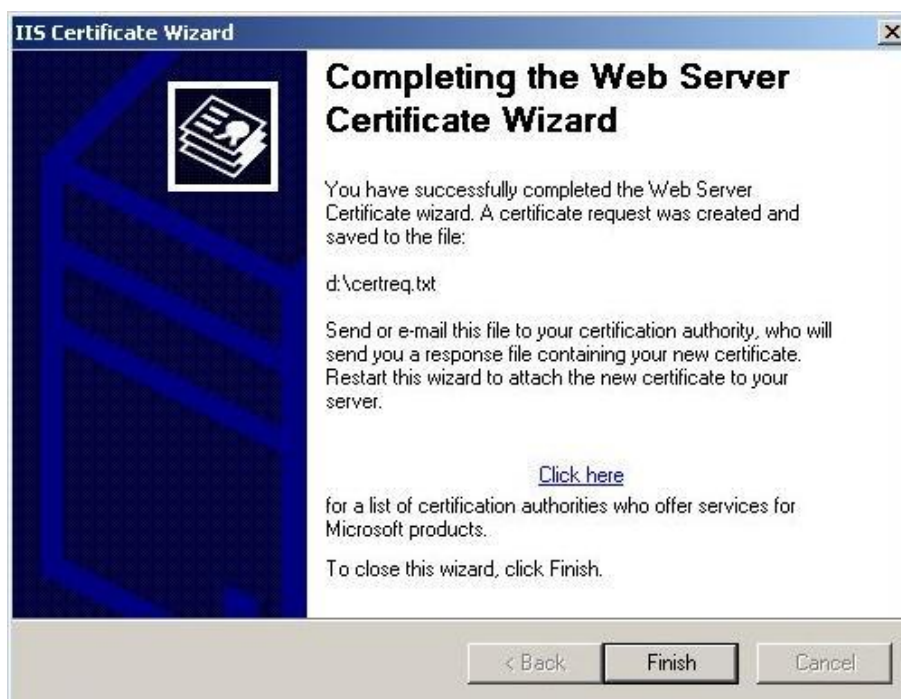 IIS Certificate Wizard
Completing the Web Server
Certificate Wizard
You have successfully completed the Web Server
Certificate wizard. A certificate request was created and
saved to the file:
d:\certreq.txt
Send or e-mail this file to your certification authority, who will
send you a response file containing your new certificate.
Restart this wizard to attach the new certificate to your
server.
Click here
for a list of certification authorities who offer services for
Microsoft products.
To close this wizard, click Finish.
< Back Finish Cancel